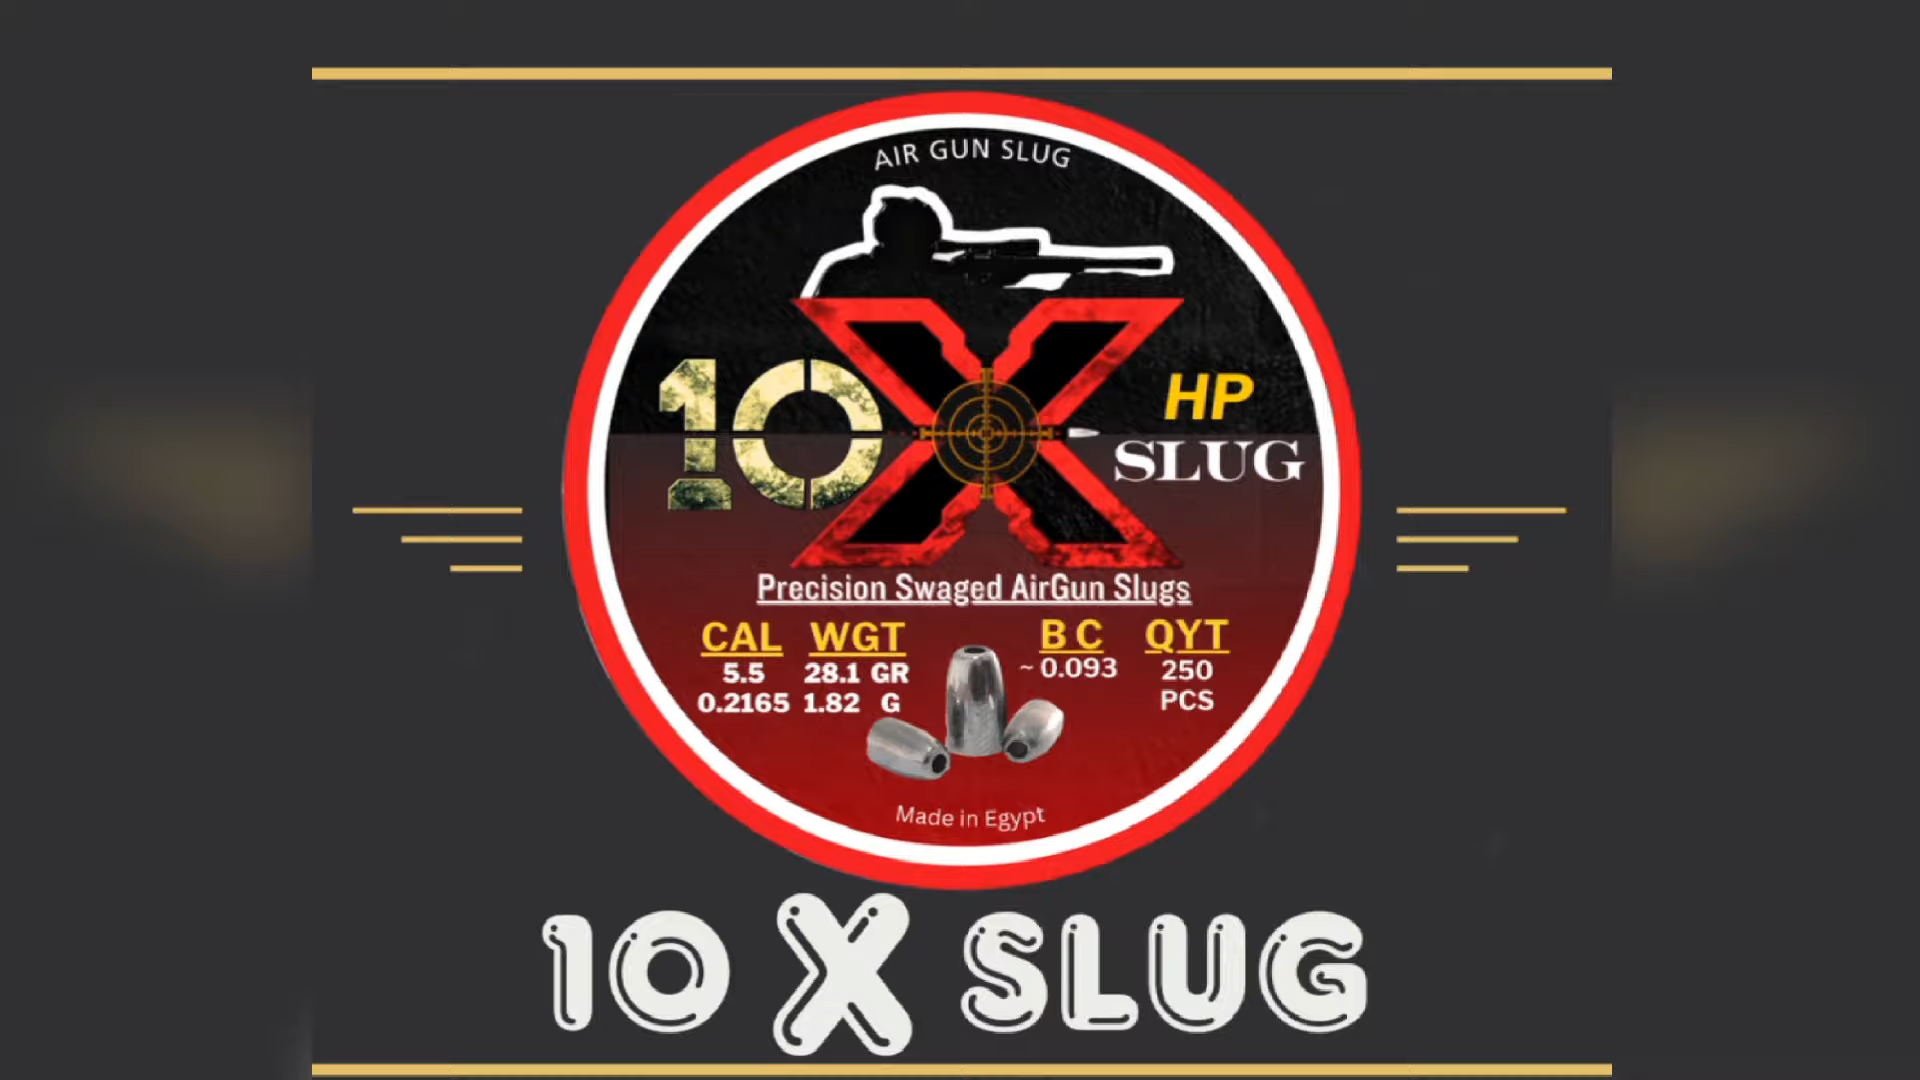 AIR GUN SLUG
10X
HP
SLUG
Precision Swaged AirGun Slugs
CAL WGT B C QYT
5.5 28.1 GR ~ 0.093 250
0.2165 1.82 G PCS
Made in Egypt
10 X SLUG